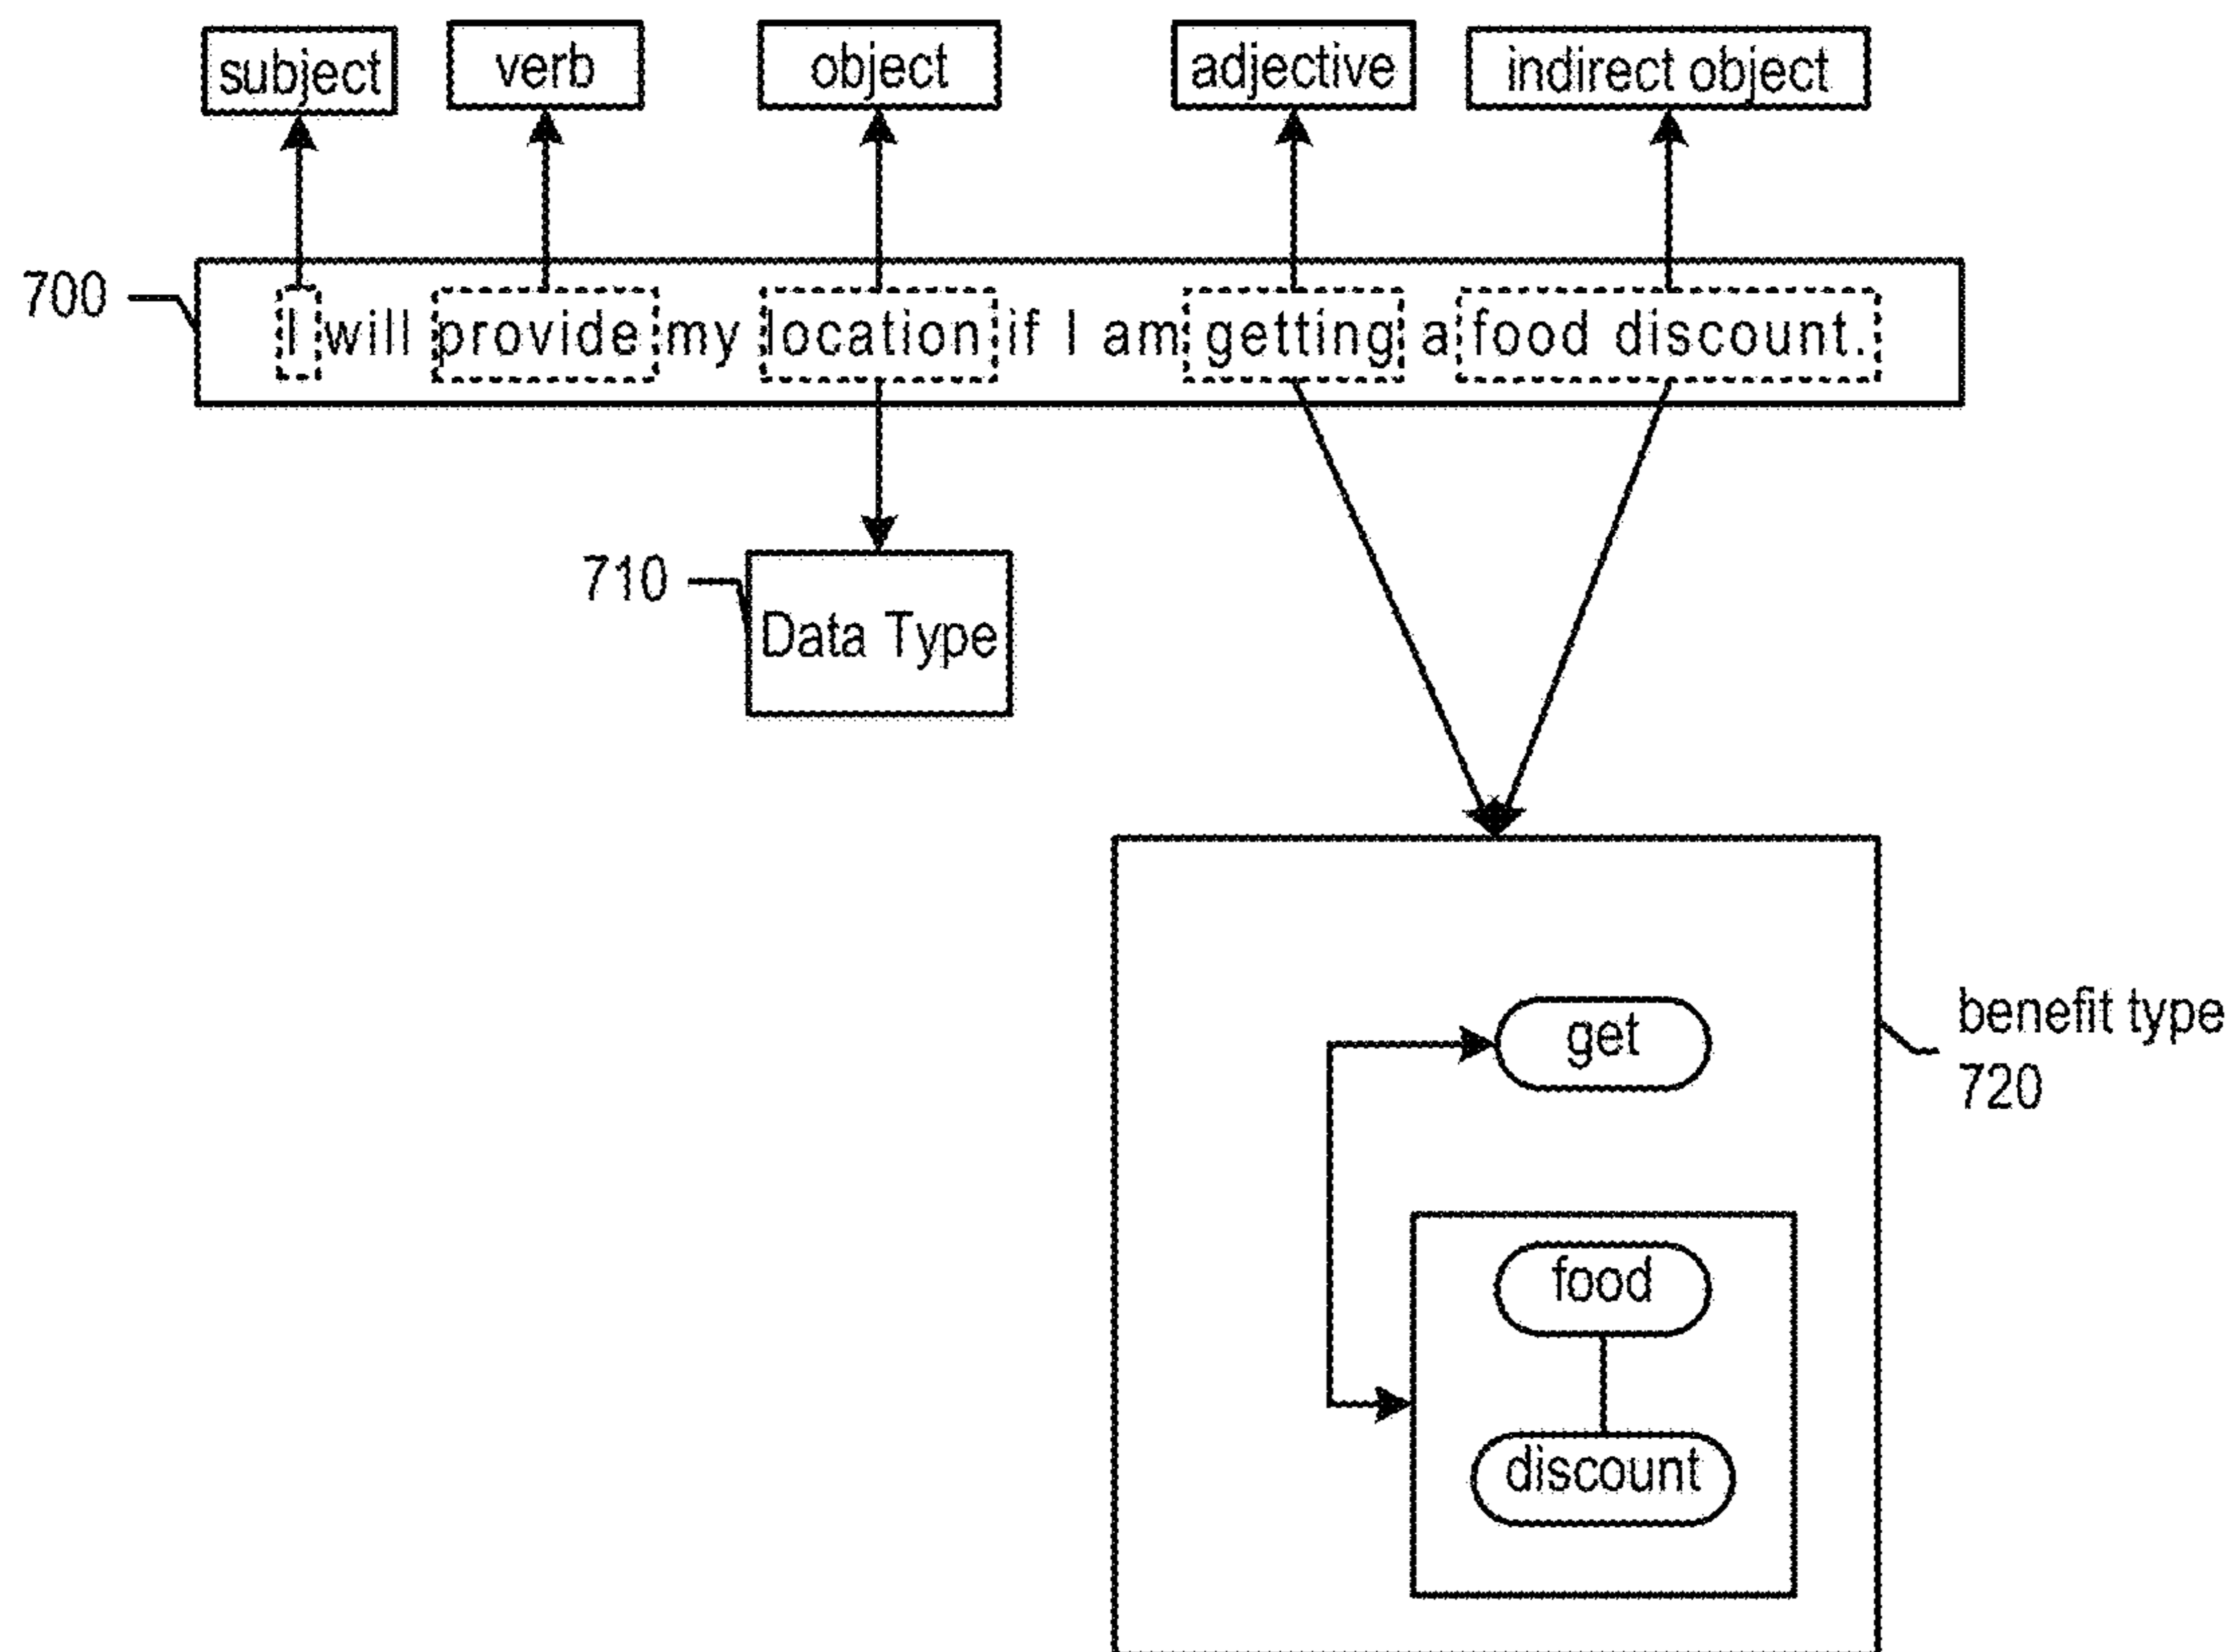 subject verb object adjective indirect object
700
I will provide my location if I am getting a food discount.
710
Data Type
get
benefit type
720
food
discount